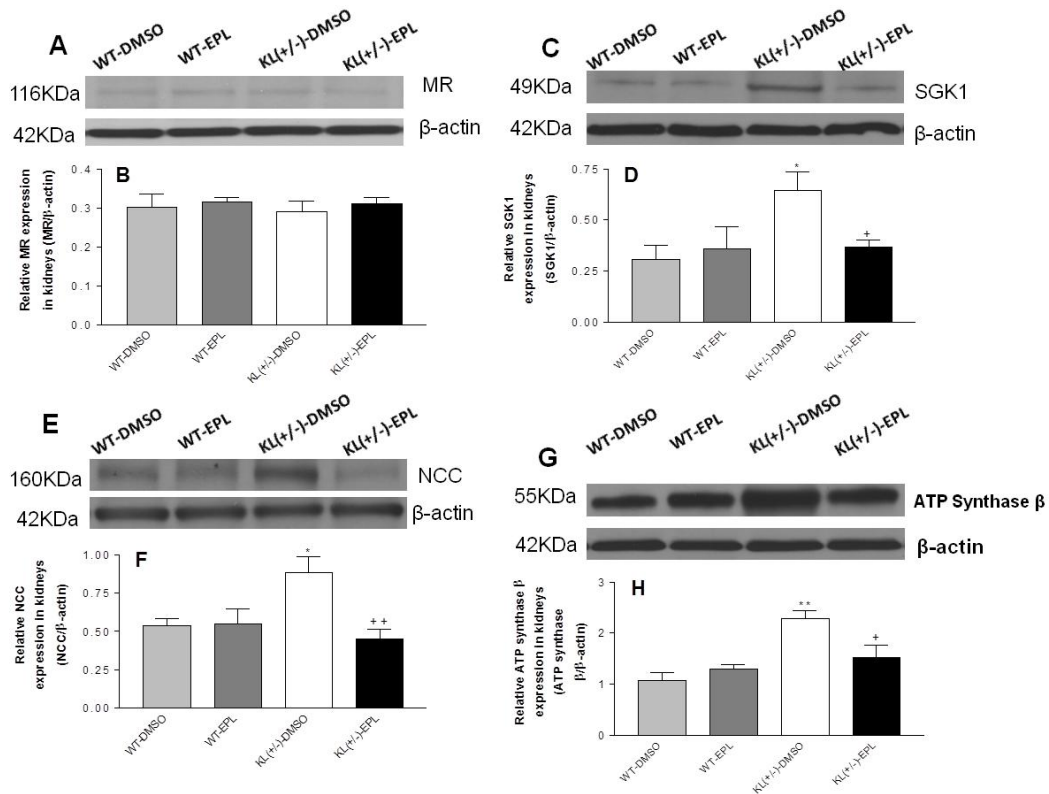 A
WT-DMSO
WT-EPL
KL(+/-)-DMSO
KL(+/-)-EPL
116KDa
MR
42KDa
β-actin
B
Relative MR expression
in kidneys (MR/β-actin)
0.4
0.3
0.2
0.1
0.0
WT-DMSO
WT-EPL
KL(+/-)-DMSO
KL(+/-)-EPL
C
WT-DMSO
WT-EPL
KL(+/-)-DMSO
KL(+/-)-EPL
49KDa
SGK1
42KDa
β-actin
D
Relative SGK1
expression in kidneys
(SGK1/β-actin)
0.75
0.50
0.25
0.00
*
+
WT-DMSO
WT-EPL
KL(+/-)-DMSO
KL(+/-)-EPL
E
WT-DMSO
WT-EPL
KL(+/-)-DMSO
KL(+/-)-EPL
160KDa
NCC
42KDa
β-actin
F
Relative NCC
expression in kidneys
(NCC/β-actin)
1.00
0.75
0.50
0.25
0.00
*
++
WT-DMSO
WT-EPL
KL(+/-)-DMSO
KL(+/-)-EPL
G
WT-DMSO
WT-EPL
KL(+/-)-DMSO
KL(+/-)-EPL
55KDa
ATP Synthase β
42KDa
β-actin
H
Relative ATP synthase β
expression in kidneys
(ATP synthase
β/β-actin)
3
2
1
0
**
+
WT-DMSO
WT-EPL
KL(+/-)-DMSO
KL(+/-)-EPL